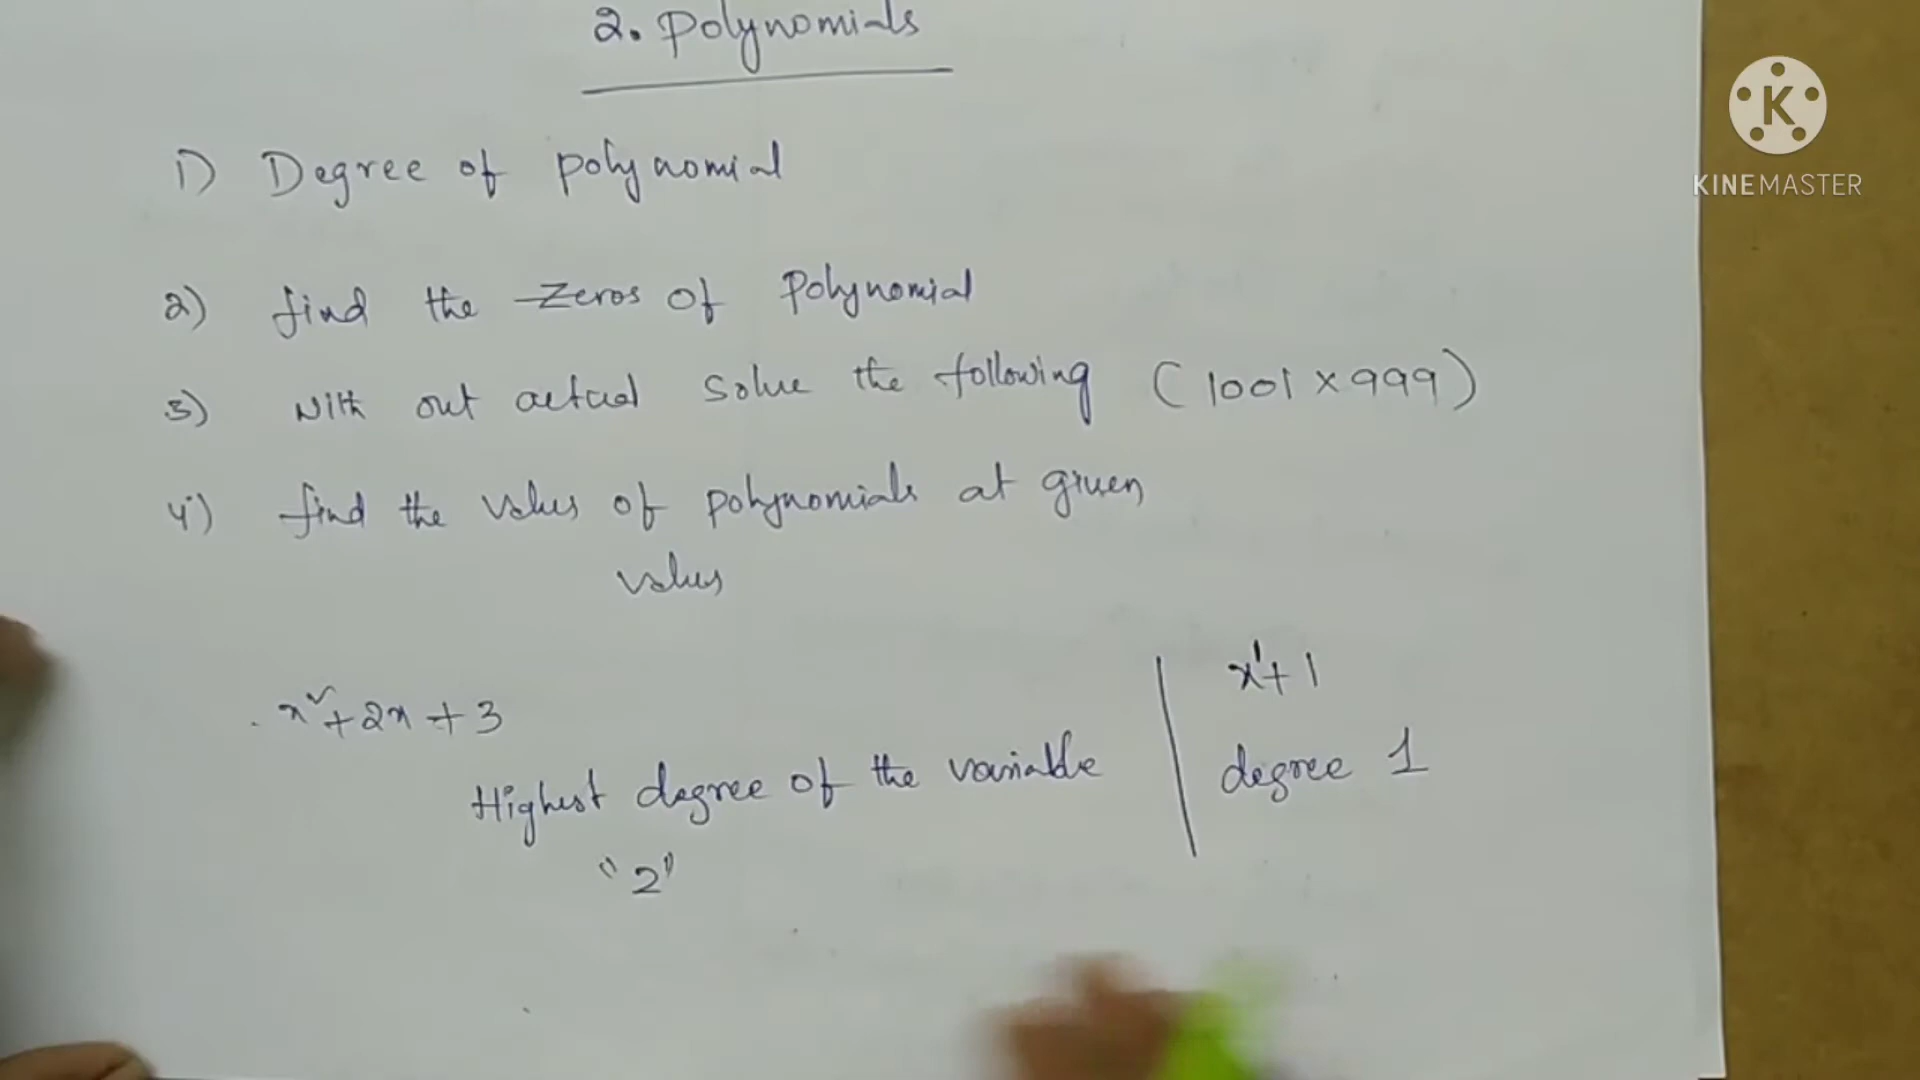 2. Polynomials
1) Degree of polynomial
2) find the zeros of polynomial
3) With out actual solve the following (1001 × 999)
4) find the values of polynomials at given
values
x² + 2x + 3
x¹ + 1
Highest degree of the variable
degree 1
"2"
K
KINEMASTER